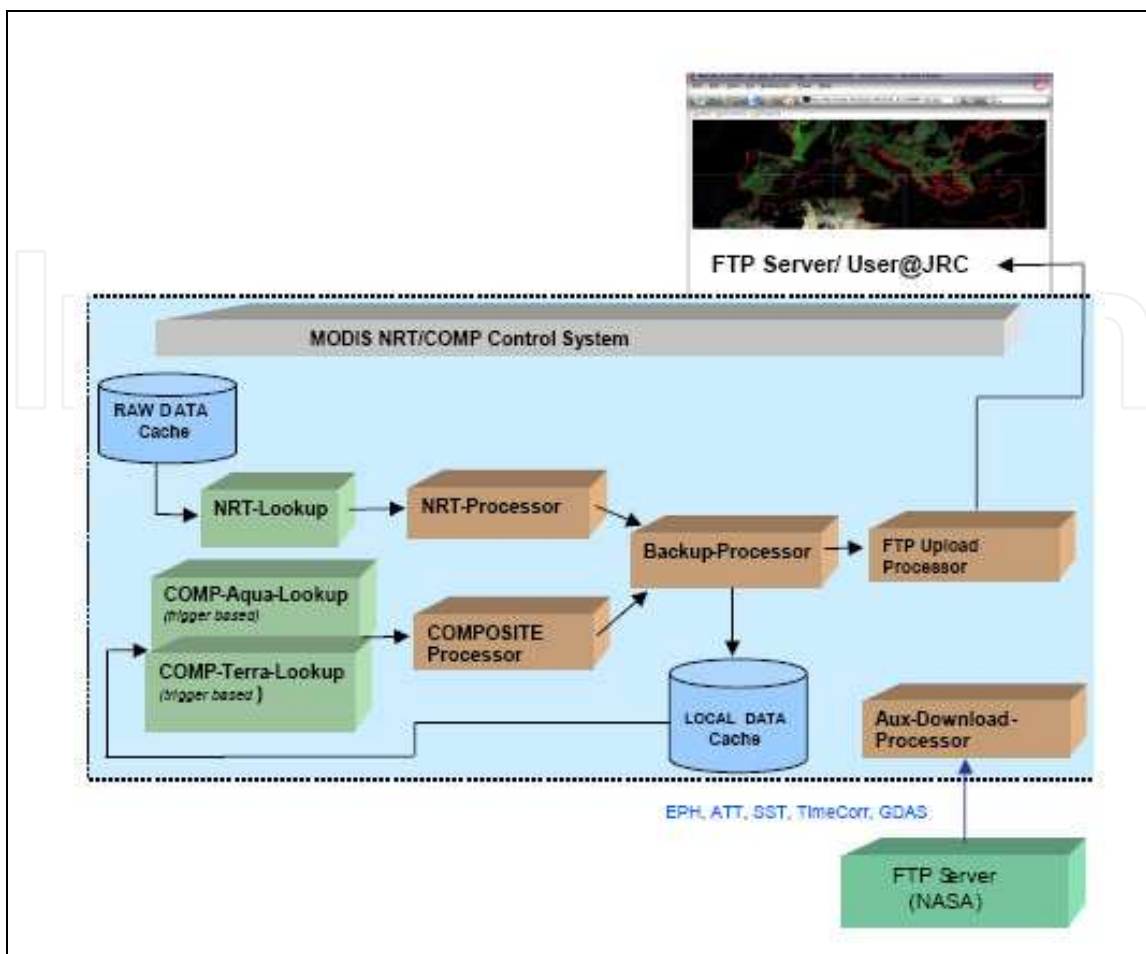 FTP Server/ User@JRC
MODIS NRT/COMP Control System
RAW DATA
Cache
NRT-Lookup
NRT-Processor
Backup-Processor
FTP Upload
Processor
COMP-Aqua-Lookup
(trigger based)
COMPOSITE
Processor
COMP-Terra-Lookup
(trigger based )
LOCAL DATA
Cache
Aux-Download-
Processor
EPH, ATT, SST, TimeCorr, GDAS
FTP Server
(NASA)